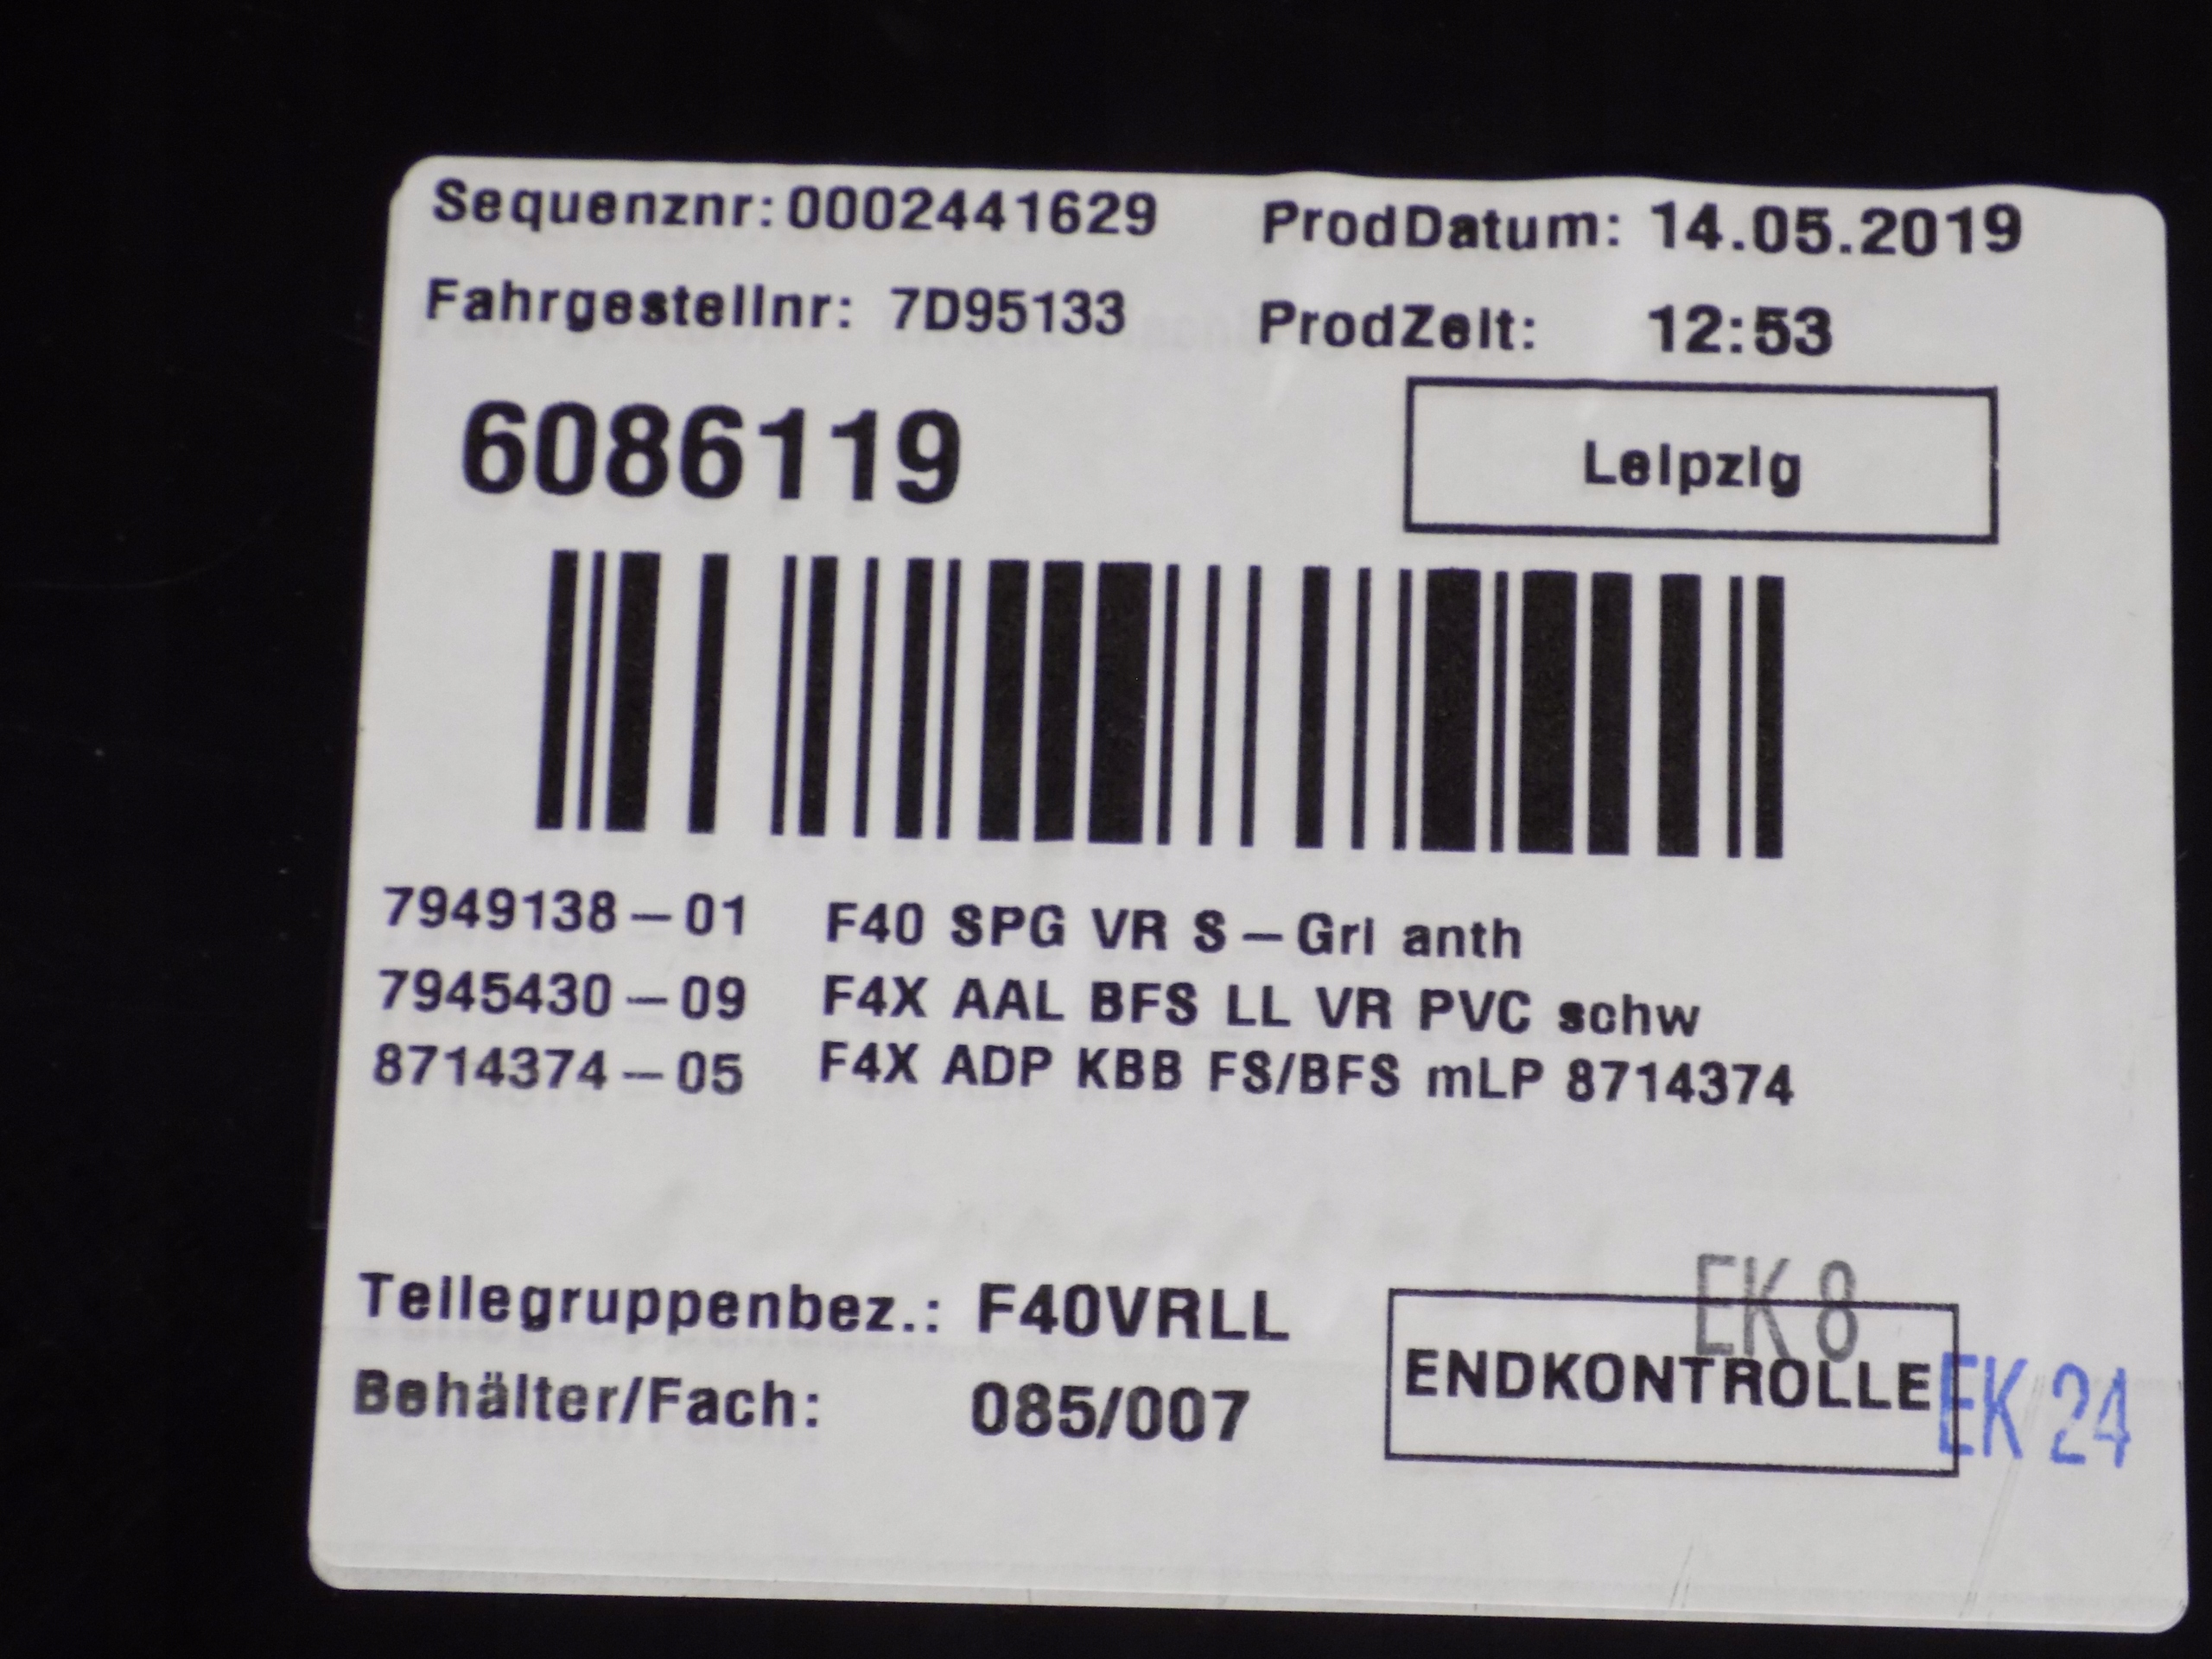 Sequenznr: 0002441629 ProdDatum: 14.05.2019
Fahrgestellnr: 7D95133 ProdZeit: 12:53
6086119 Leipzig
7949138-01 F40 SPG VR S-Gri anth
7945430-09 F4X AAL BFS LL VR PVC schw
8714374-05 F4X ADP KBB FS/BFS mLP 8714374
EK 8
Teilegruppenbez.: F40VRLL
ENDKONTROLLE EK 24
Behälter/Fach: 085/007